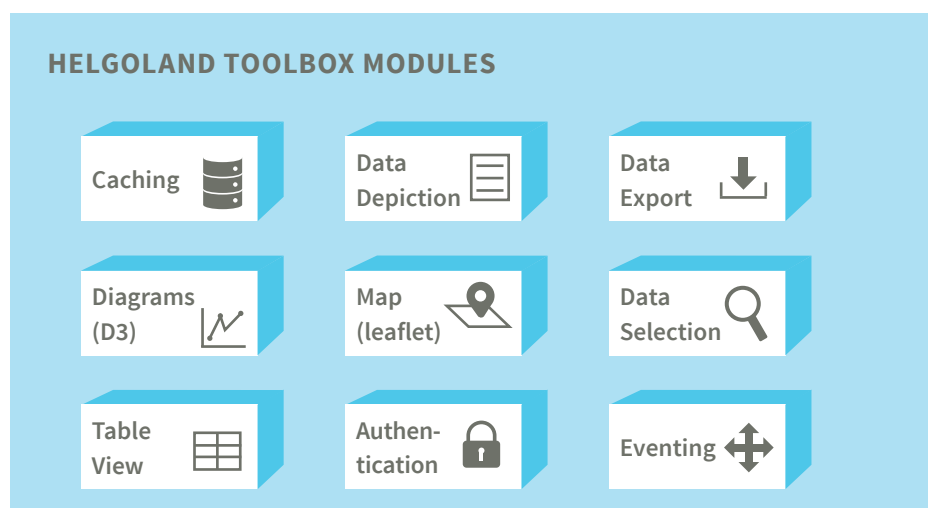 HELGOLAND TOOLBOX MODULES
Caching
Data
Depiction
Data
Export
Diagrams
(D3)
Map
(leaflet)
Data
Selection
Table
View
Authen-
tication
Eventing